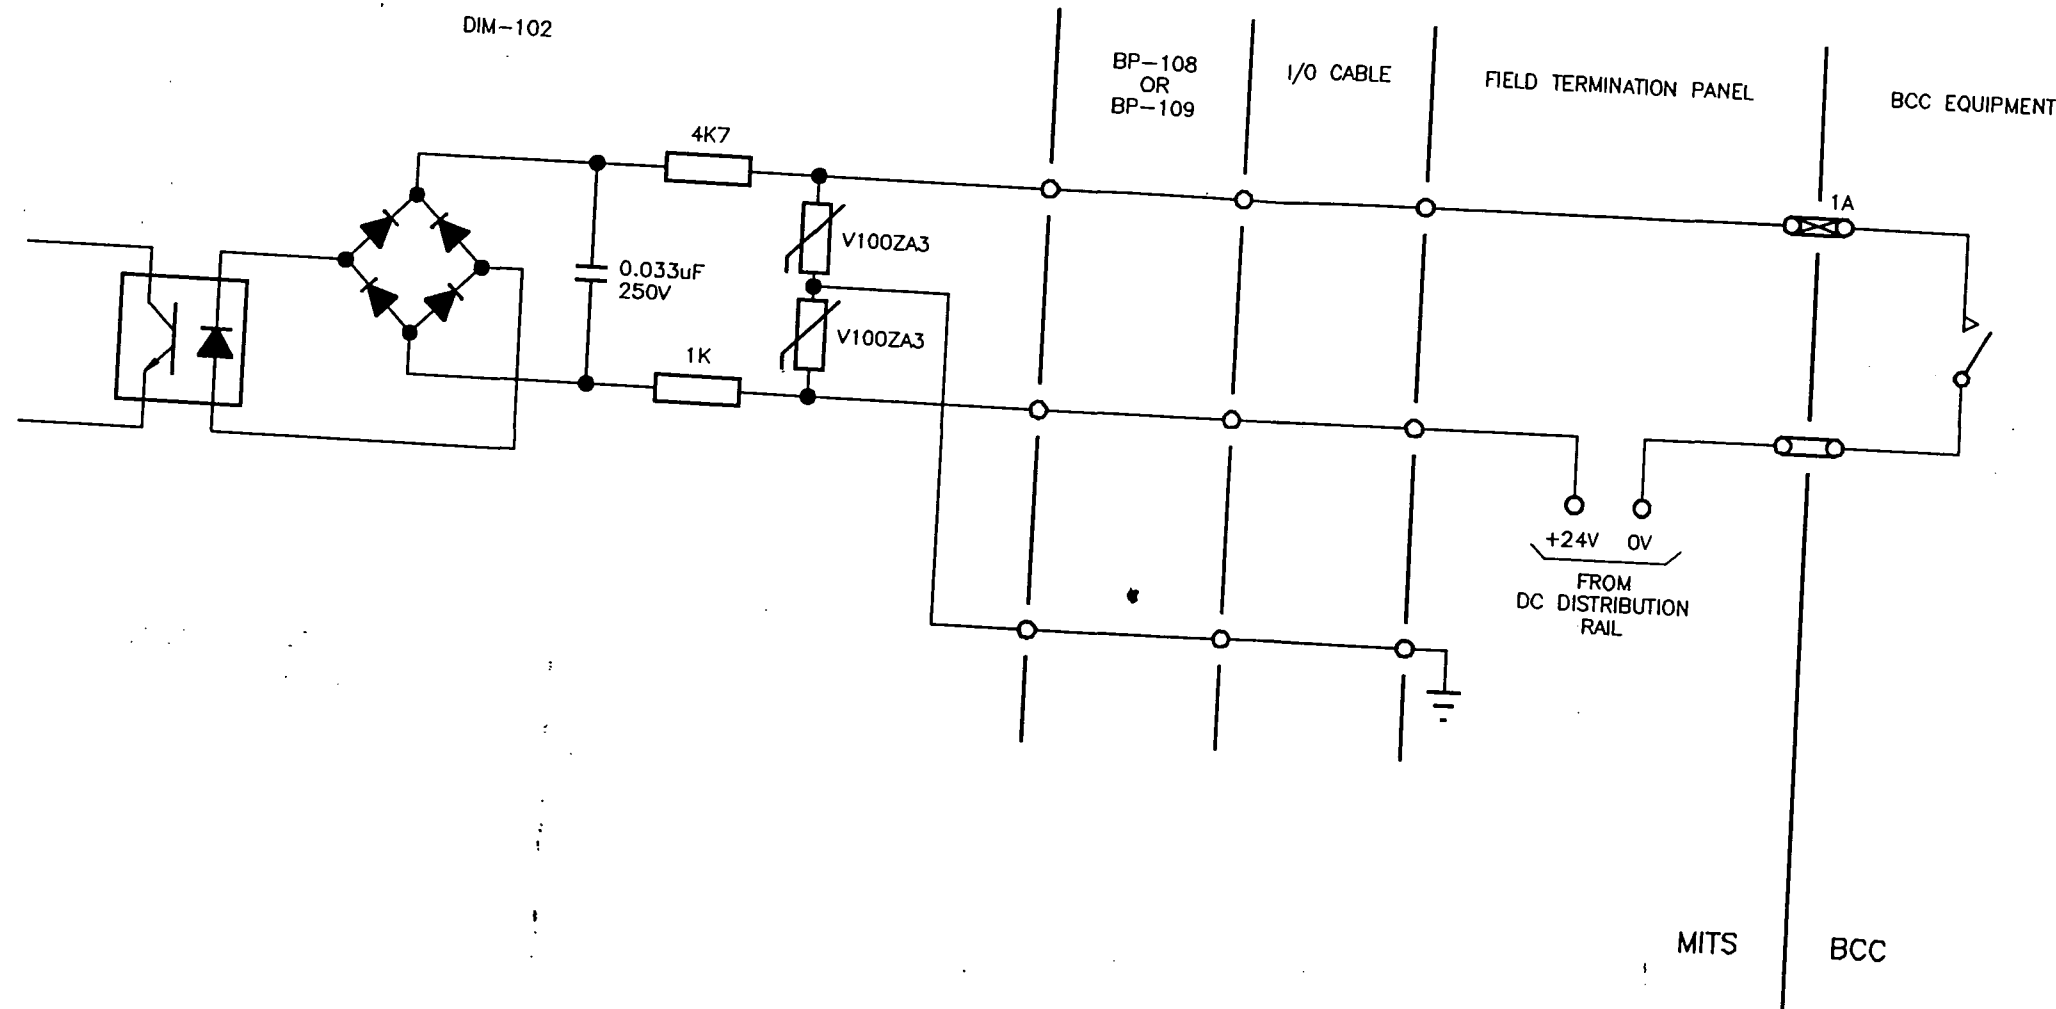 DIM-102
BP-108
OR
BP-109
I/O CABLE
FIELD TERMINATION PANEL
BCC EQUIPMENT
4K7
1A
V100ZA3
0.033uF
250V
V100ZA3
1K
+24V 0V
FROM
DC DISTRIBUTION
RAIL
MITS
BCC